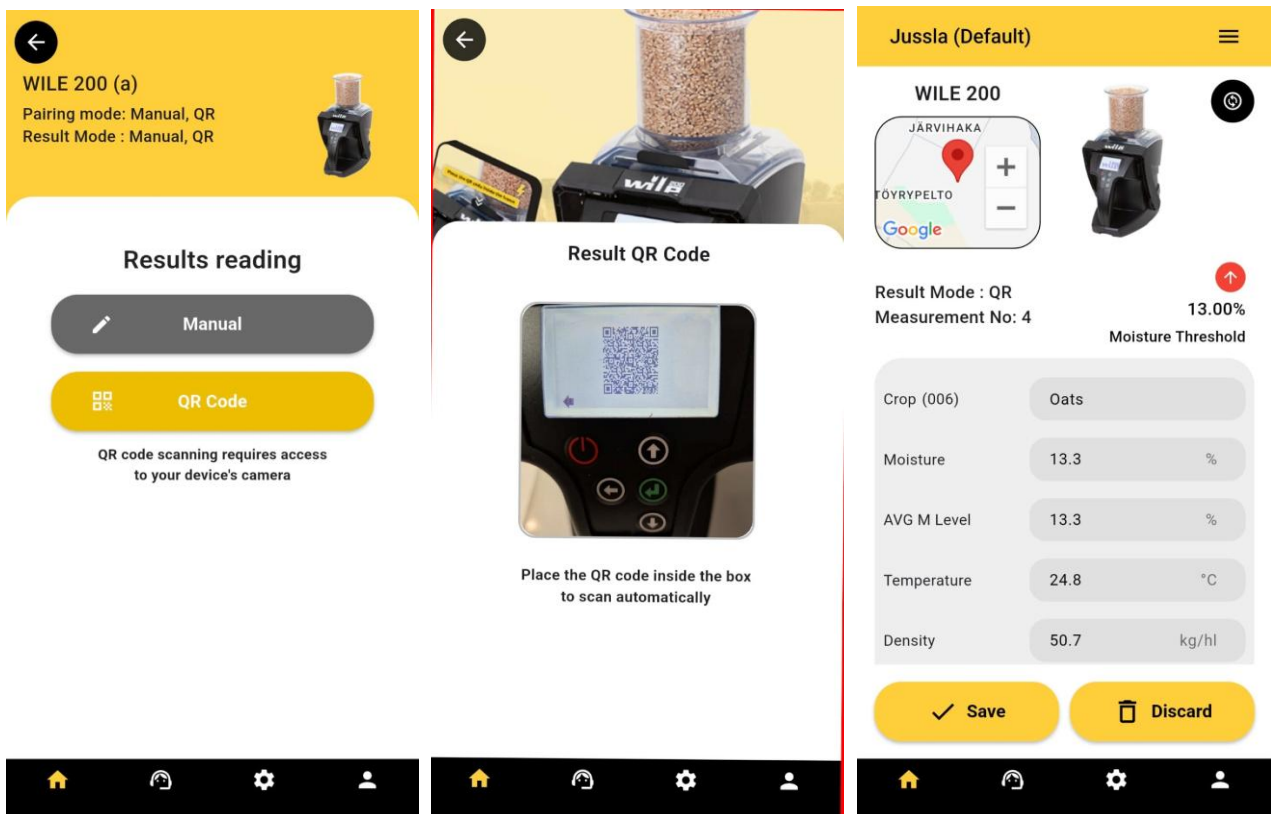 WILE 200 (a)
Pairing mode: Manual, QR
Result Mode : Manual, QR
Results reading
Manual
QR Code
QR code scanning requires access
to your device's camera
wile
Result QR Code
Place the QR code inside the box
to scan automatically
Jussla (Default)
WILE 200
JÄRVIHAKA
TÖYRYPELTO
Google
wile
Result Mode : QR
Measurement No: 4
13.00%
Moisture Threshold
Crop (006) Oats
Moisture 13.3 %
AVG M Level 13.3 %
Temperature 24.8 °C
Density 50.7 kg/hl
Save
Discard